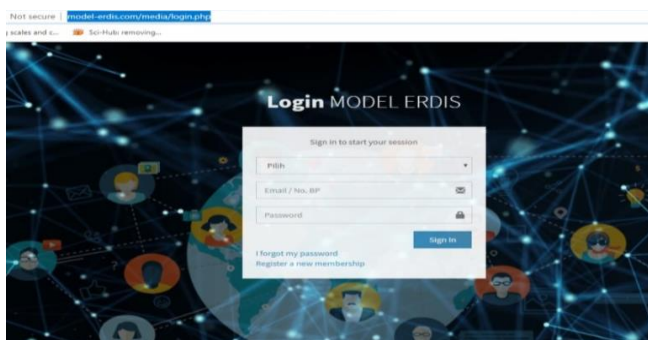 Not secure | model-erdis.com/media/login.php
scales and c... Sci-Hub: removing...
Login MODEL ERDIS
Sign in to start your session
Pilih
Email / No. BP
Password
Sign In
I forgot my password
Register a new membership